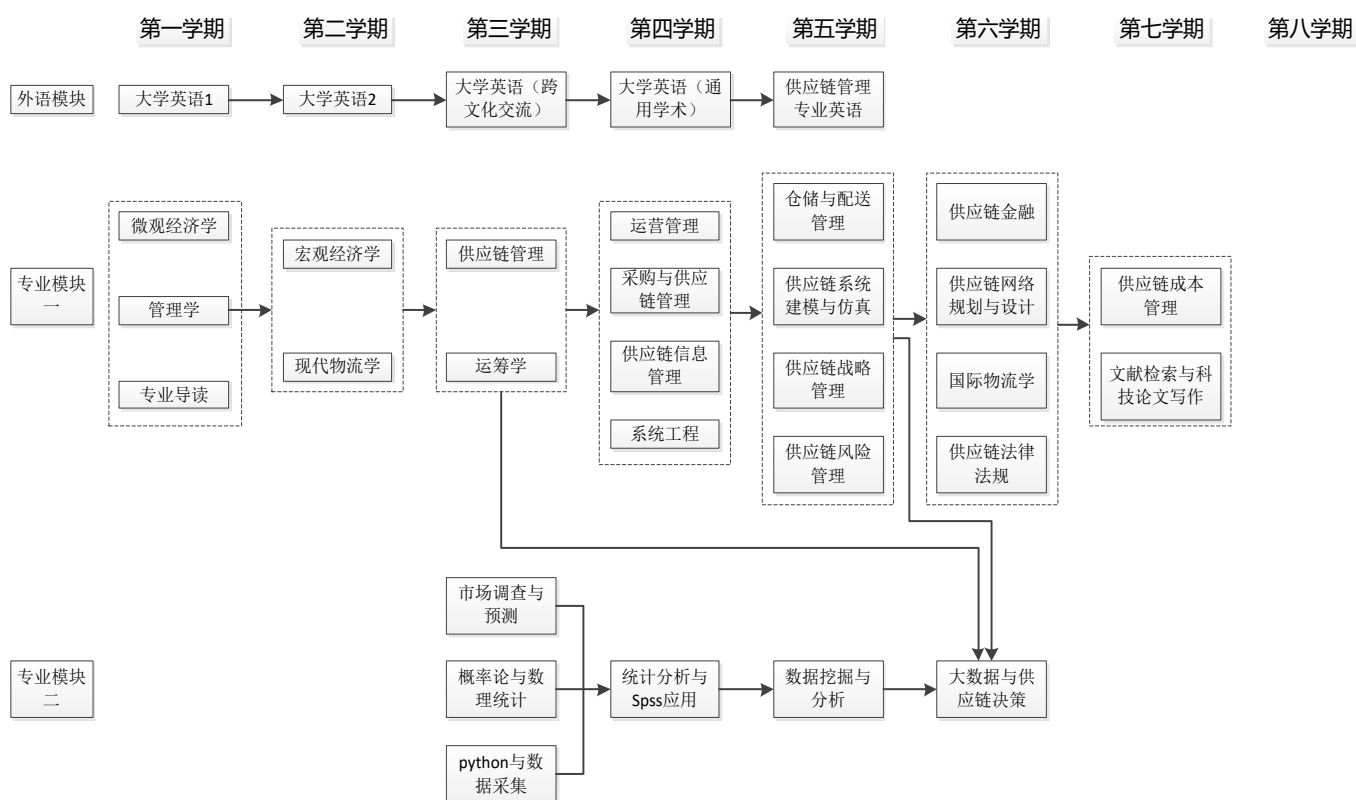 第一学期
第二学期
第三学期
第四学期
第五学期
第六学期
第七学期
第八学期
外语模块
大学英语1
大学英语2
大学英语（跨
文化交流）
大学英语（通
用学术）
供应链管理
专业英语
专业模块
一
微观经济学
管理学
专业导读
宏观经济学
现代物流学
供应链管理
运筹学
运营管理
采购与供应
链管理
供应链信息
管理
系统工程
仓储与配送
管理
供应链系统
建模与仿真
供应链战略
管理
供应链风险
管理
供应链金融
供应链网络
规划与设计
国际物流学
供应链法律
法规
供应链成本
管理
文献检索与科
技论文写作
专业模块
二
市场调查与
预测
概率论与数
理统计
python与数
据采集
统计分析与
Spss应用
数据挖掘与
分析
大数据与供
应链决策